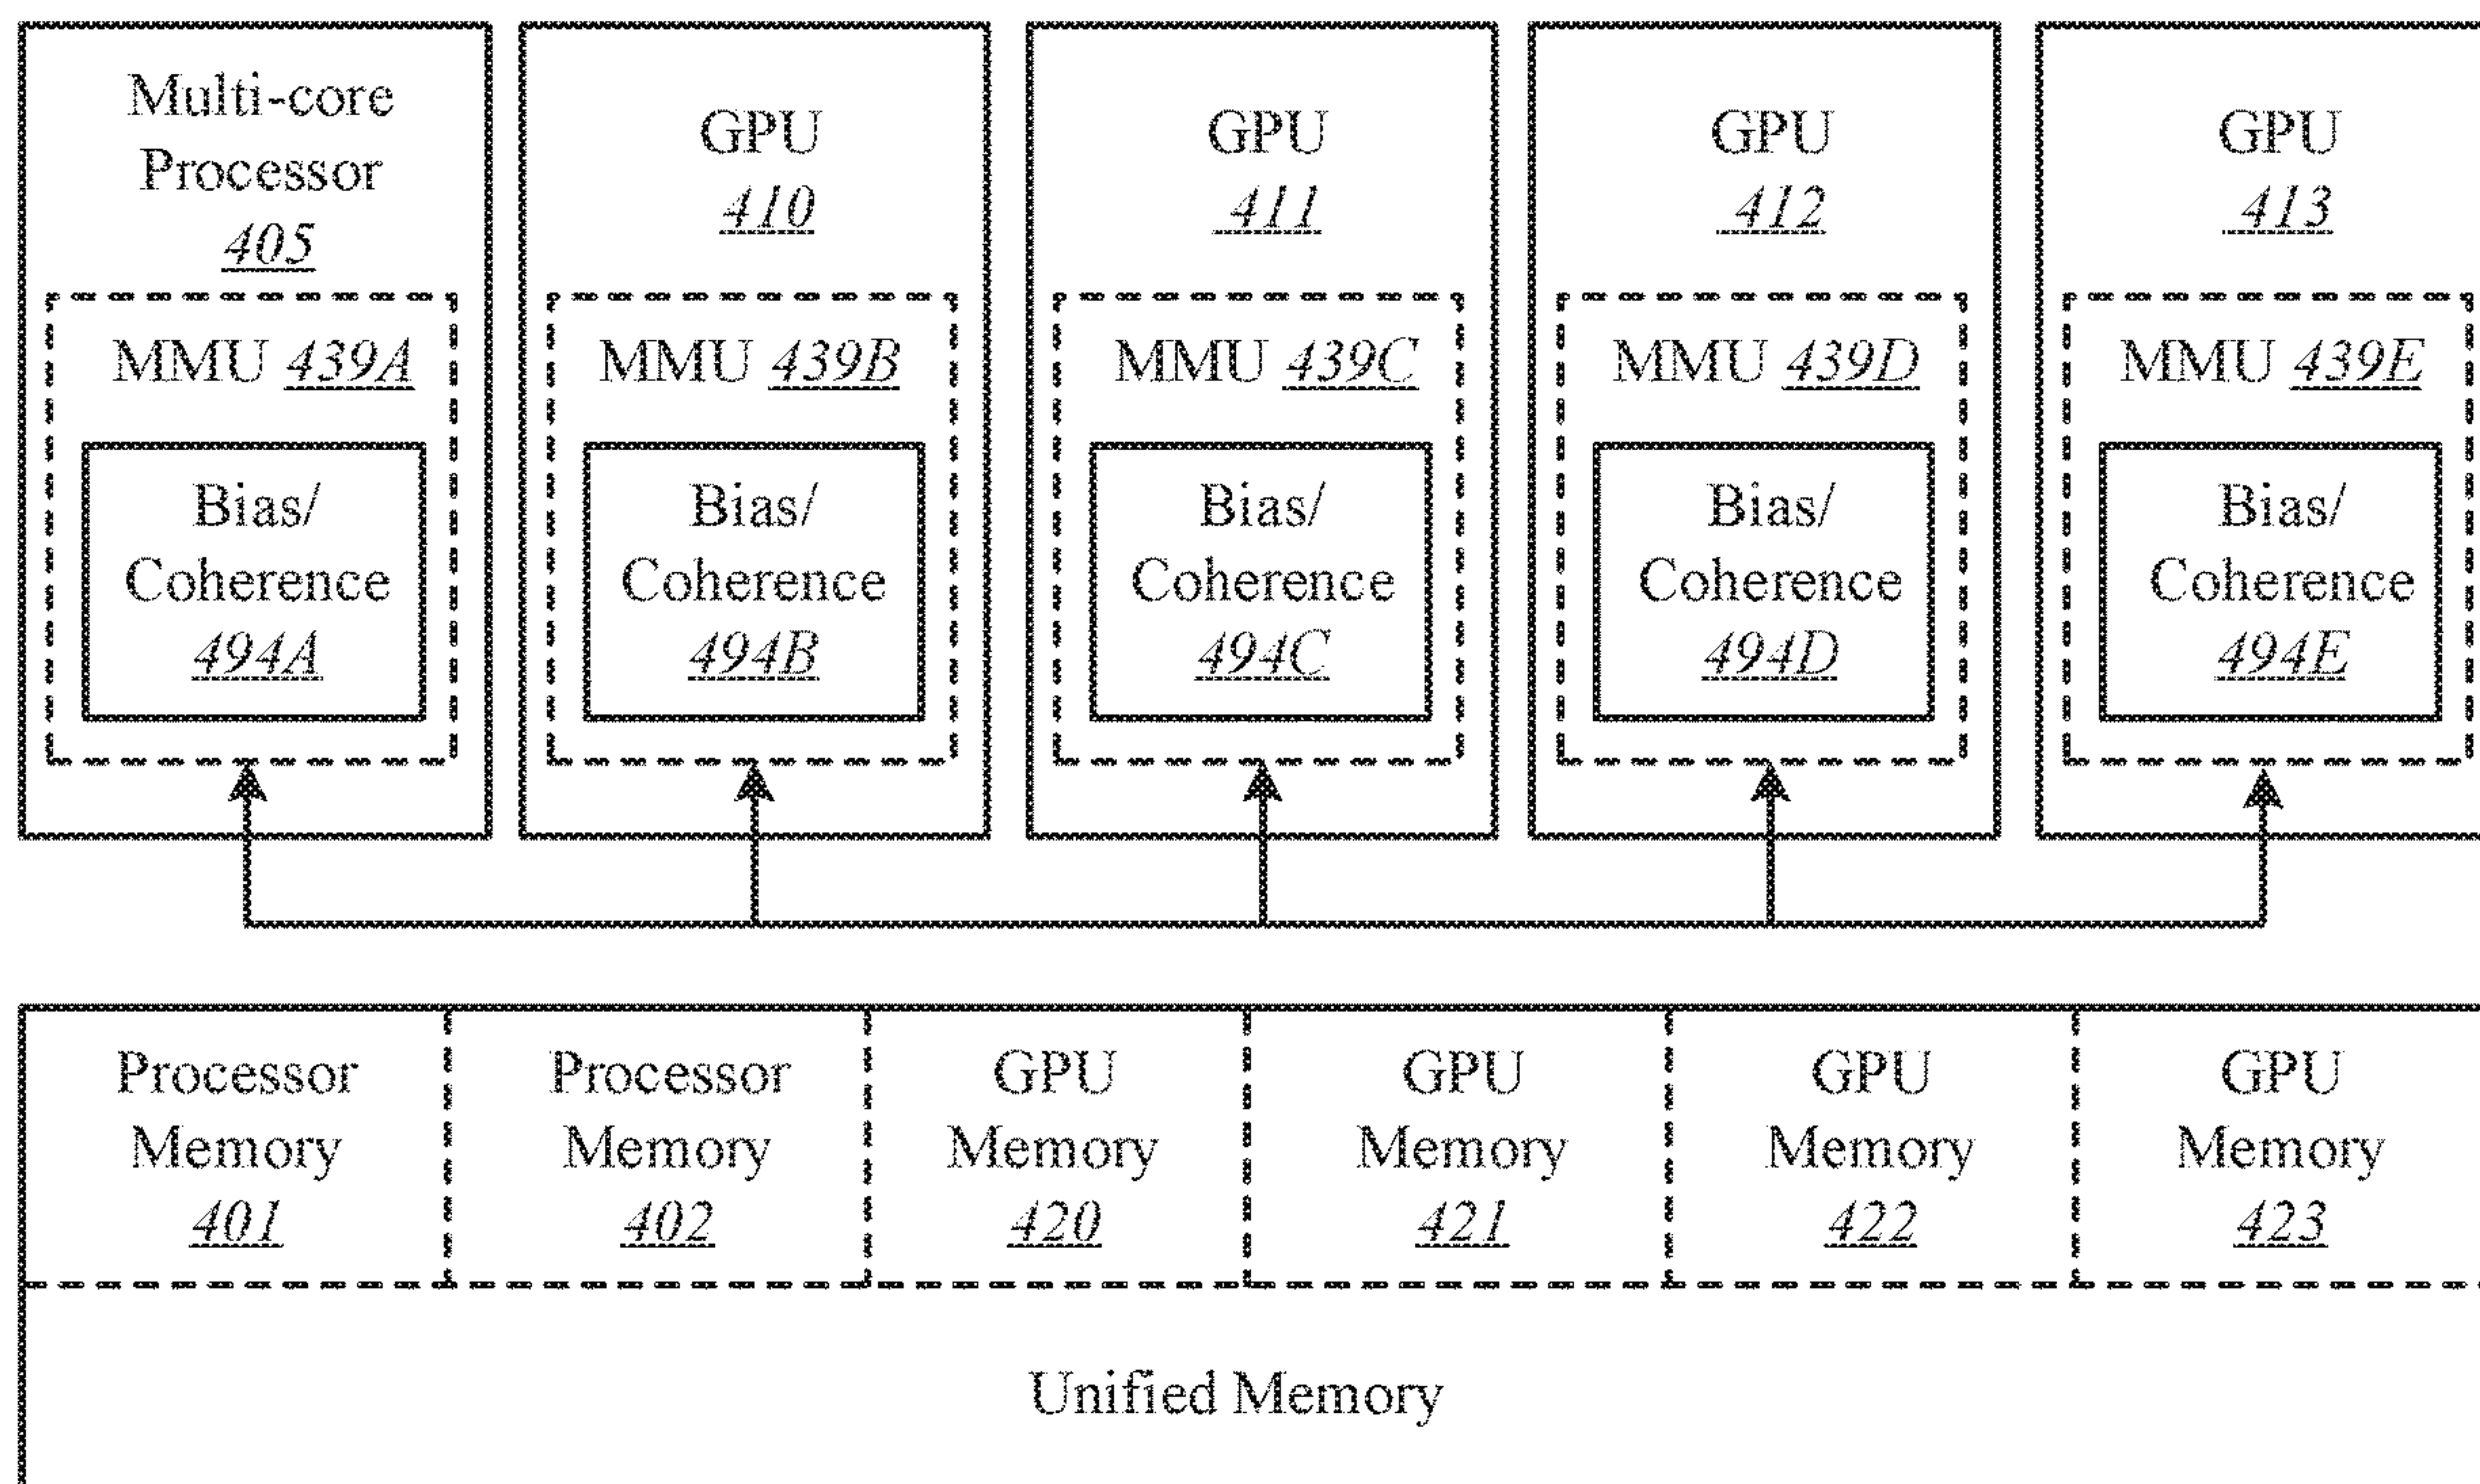 Multi-core
Processor
405
MMU 439A
Bias/
Coherence
494A
GPU
410
MMU 439B
Bias/
Coherence
494B
GPU
411
MMU 439C
Bias/
Coherence
494C
GPU
412
MMU 439D
Bias/
Coherence
494D
GPU
413
MMU 439E
Bias/
Coherence
494E
Processor
Memory
401
Processor
Memory
402
GPU
Memory
420
GPU
Memory
421
GPU
Memory
422
GPU
Memory
423
Unified Memory